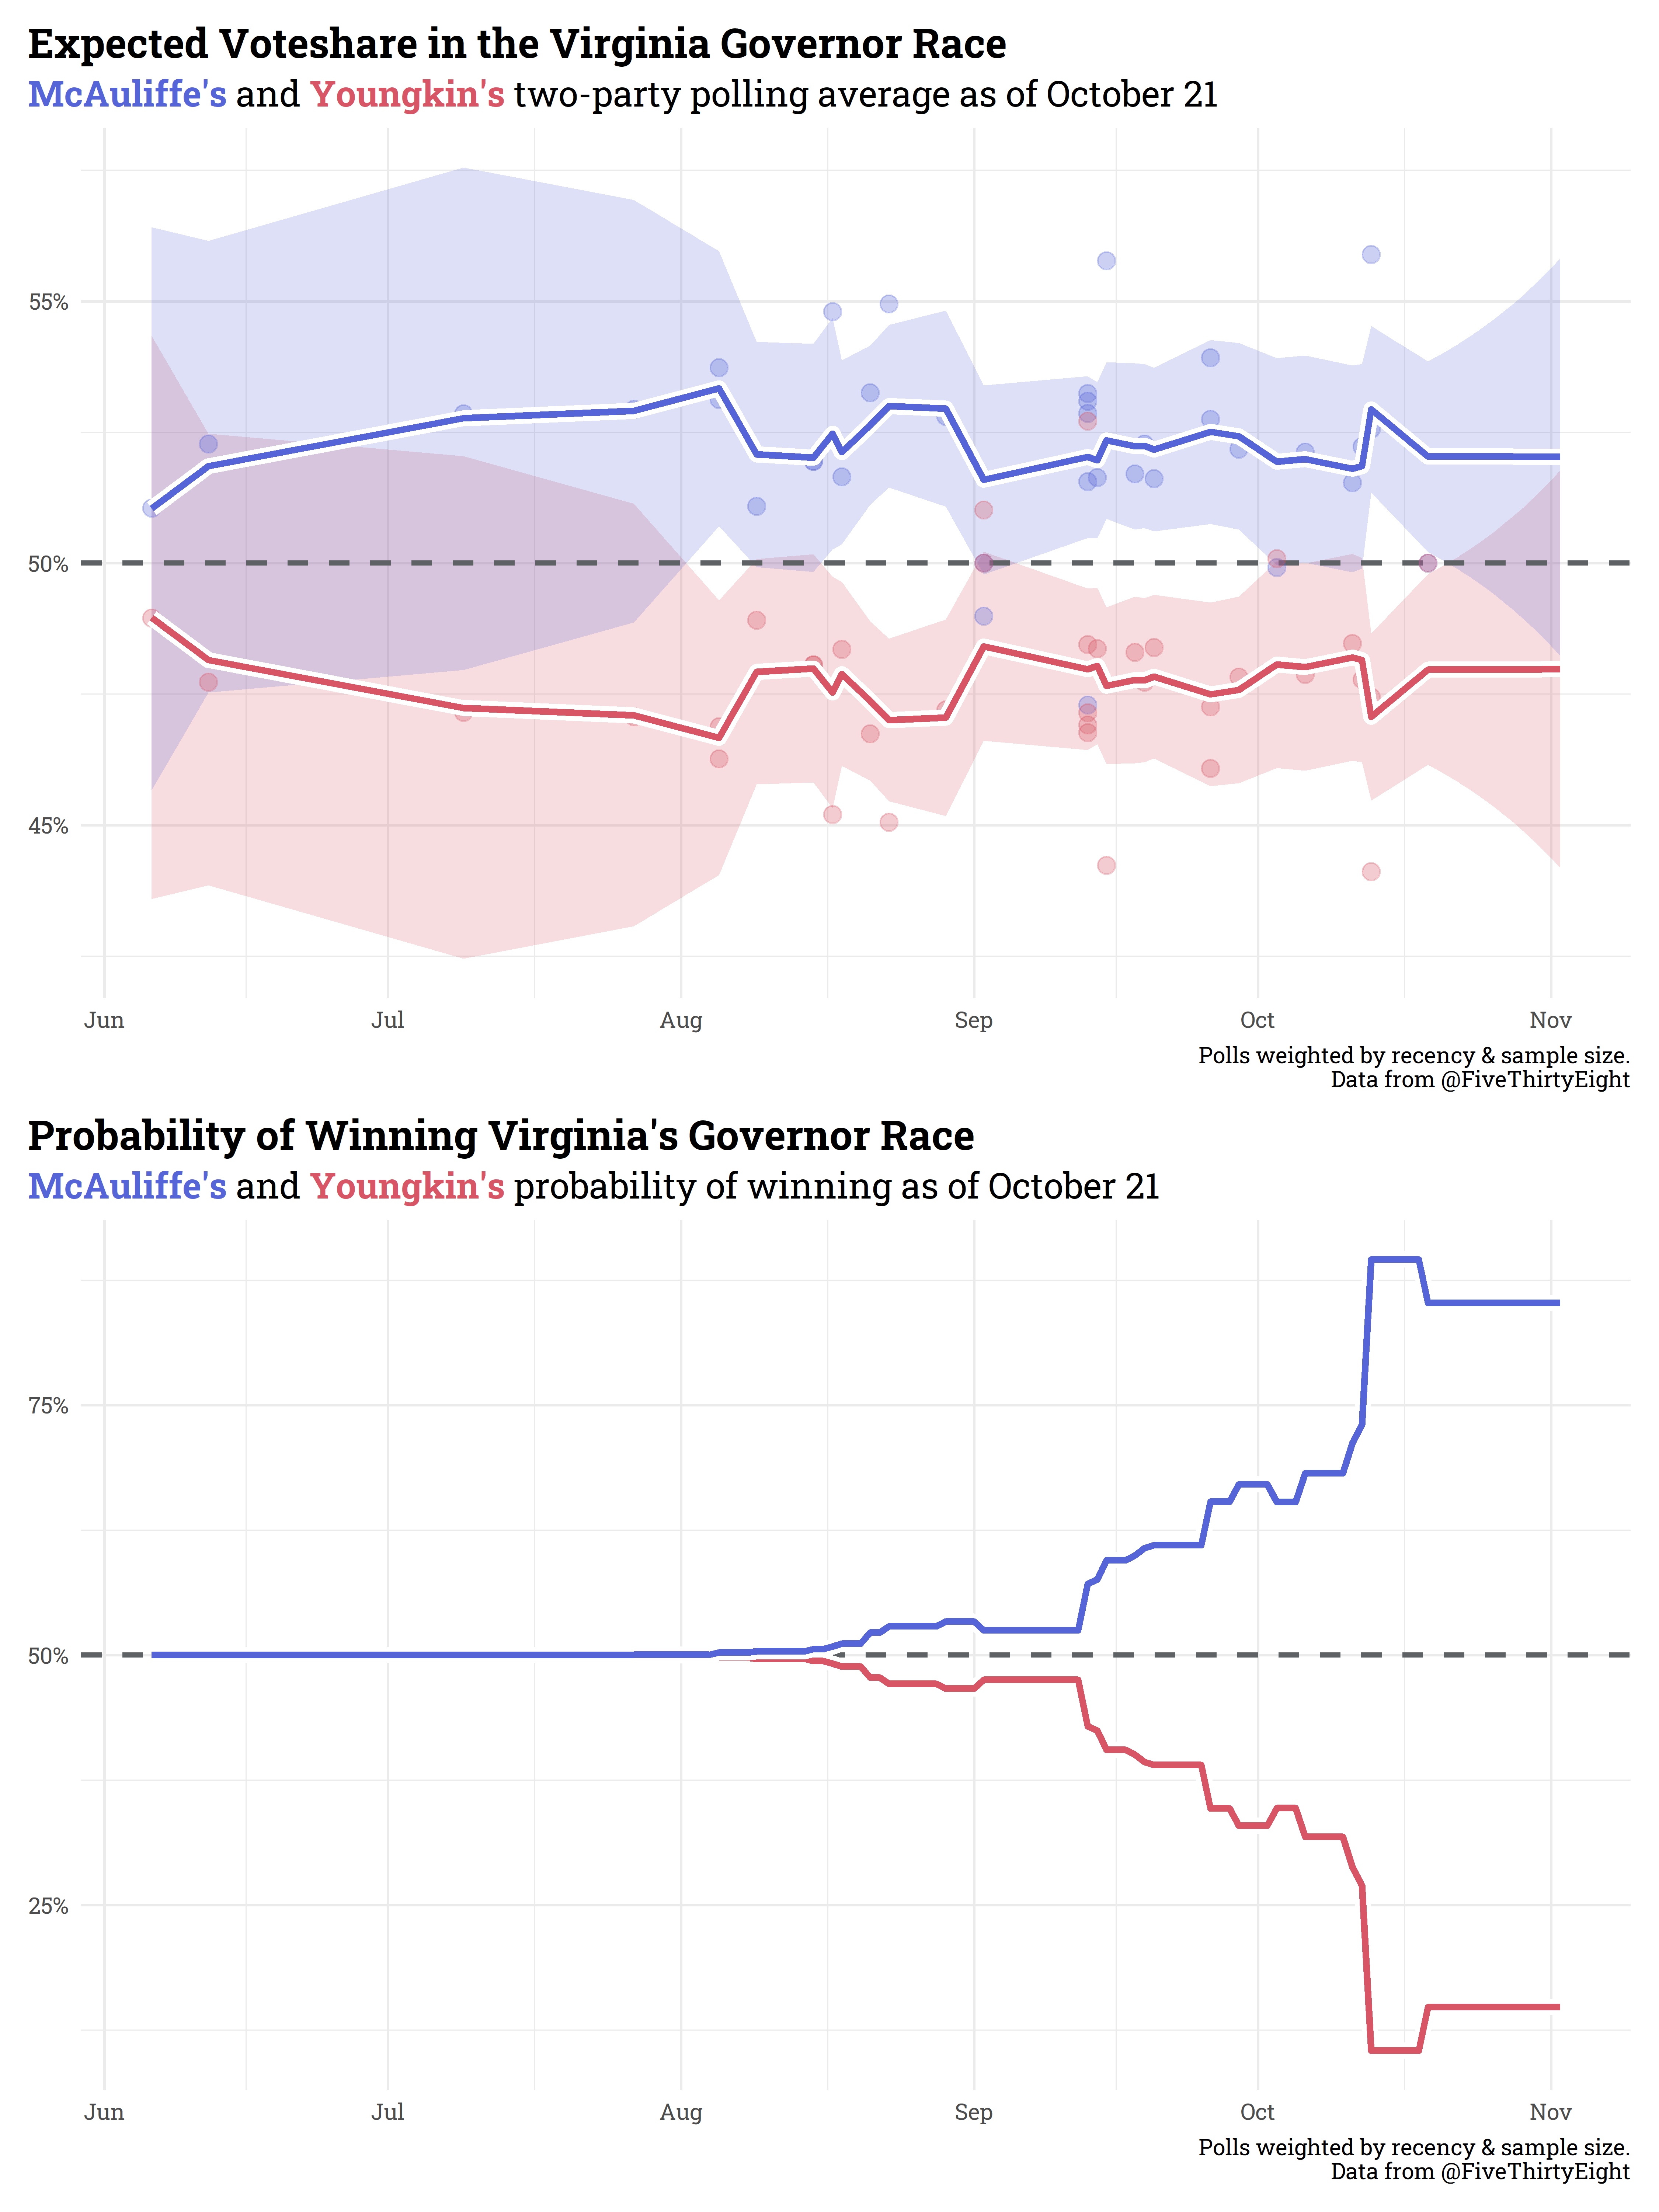 Expected Voteshare in the Virginia Governor Race
McAuliffe's and Youngkin's two-party polling average as of October 21
55%
50%
45%
Jun Jul Aug Sep Oct Nov
Polls weighted by recency & sample size.
Data from @FiveThirtyEight
Probability of Winning Virginia's Governor Race
McAuliffe's and Youngkin's probability of winning as of October 21
75%
50%
25%
Jun Jul Aug Sep Oct Nov
Polls weighted by recency & sample size.
Data from @FiveThirtyEight